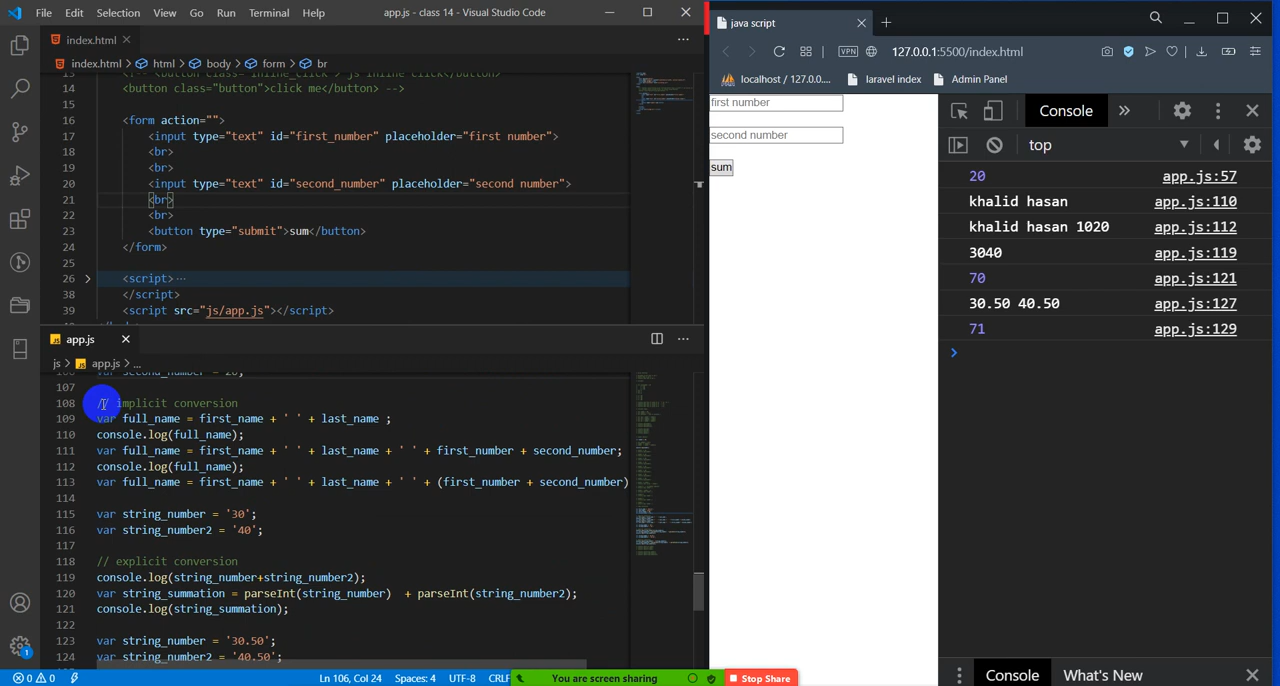 File Edit Selection View Go Run Terminal Help app.js - class 14 - Visual Studio Code
index.html
index.html > html > body > form > br
14 <button class="button">click me</button> -->
15
16 <form action="">
17 <input type="text" id="first_number" placeholder="first number">
18 <br>
19 <br>
20 <input type="text" id="second_number" placeholder="second number">
21 <br>
22 <br>
23 <button type="submit">sum</button>
24 </form>
25
26 <script>…
38 </script>
39 <script src="js/app.js"></script>
app.js
js > app.js > ...
107
108 // implicit conversion
109 var full_name = first_name + ' ' + last_name ;
110 console.log(full_name);
111 var full_name = first_name + ' ' + last_name + ' ' + first_number + second_number;
112 console.log(full_name);
113 var full_name = first_name + ' ' + last_name + ' ' + (first_number + second_number)
114
115 var string_number = '30';
116 var string_number2 = '40';
117
118 // explicit conversion
119 console.log(string_number+string_number2);
120 var string_summation = parseInt(string_number) + parseInt(string_number2);
121 console.log(string_summation);
122
123 var string_number = '30.50';
124 var string_number2 = '40.50';
0 0 Ln 106, Col 24 Spaces: 4 UTF-8 CRLF You are screen sharing Stop Share
1
java script
VPN 127.0.0.1:5500/index.html
localhost / 127.0.0.... laravel index Admin Panel
first number
second number
sum
Console »
top
20 app.js:57
khalid hasan app.js:110
khalid hasan 1020 app.js:112
3040 app.js:119
70 app.js:121
30.50 40.50 app.js:127
71 app.js:129
Console What's New